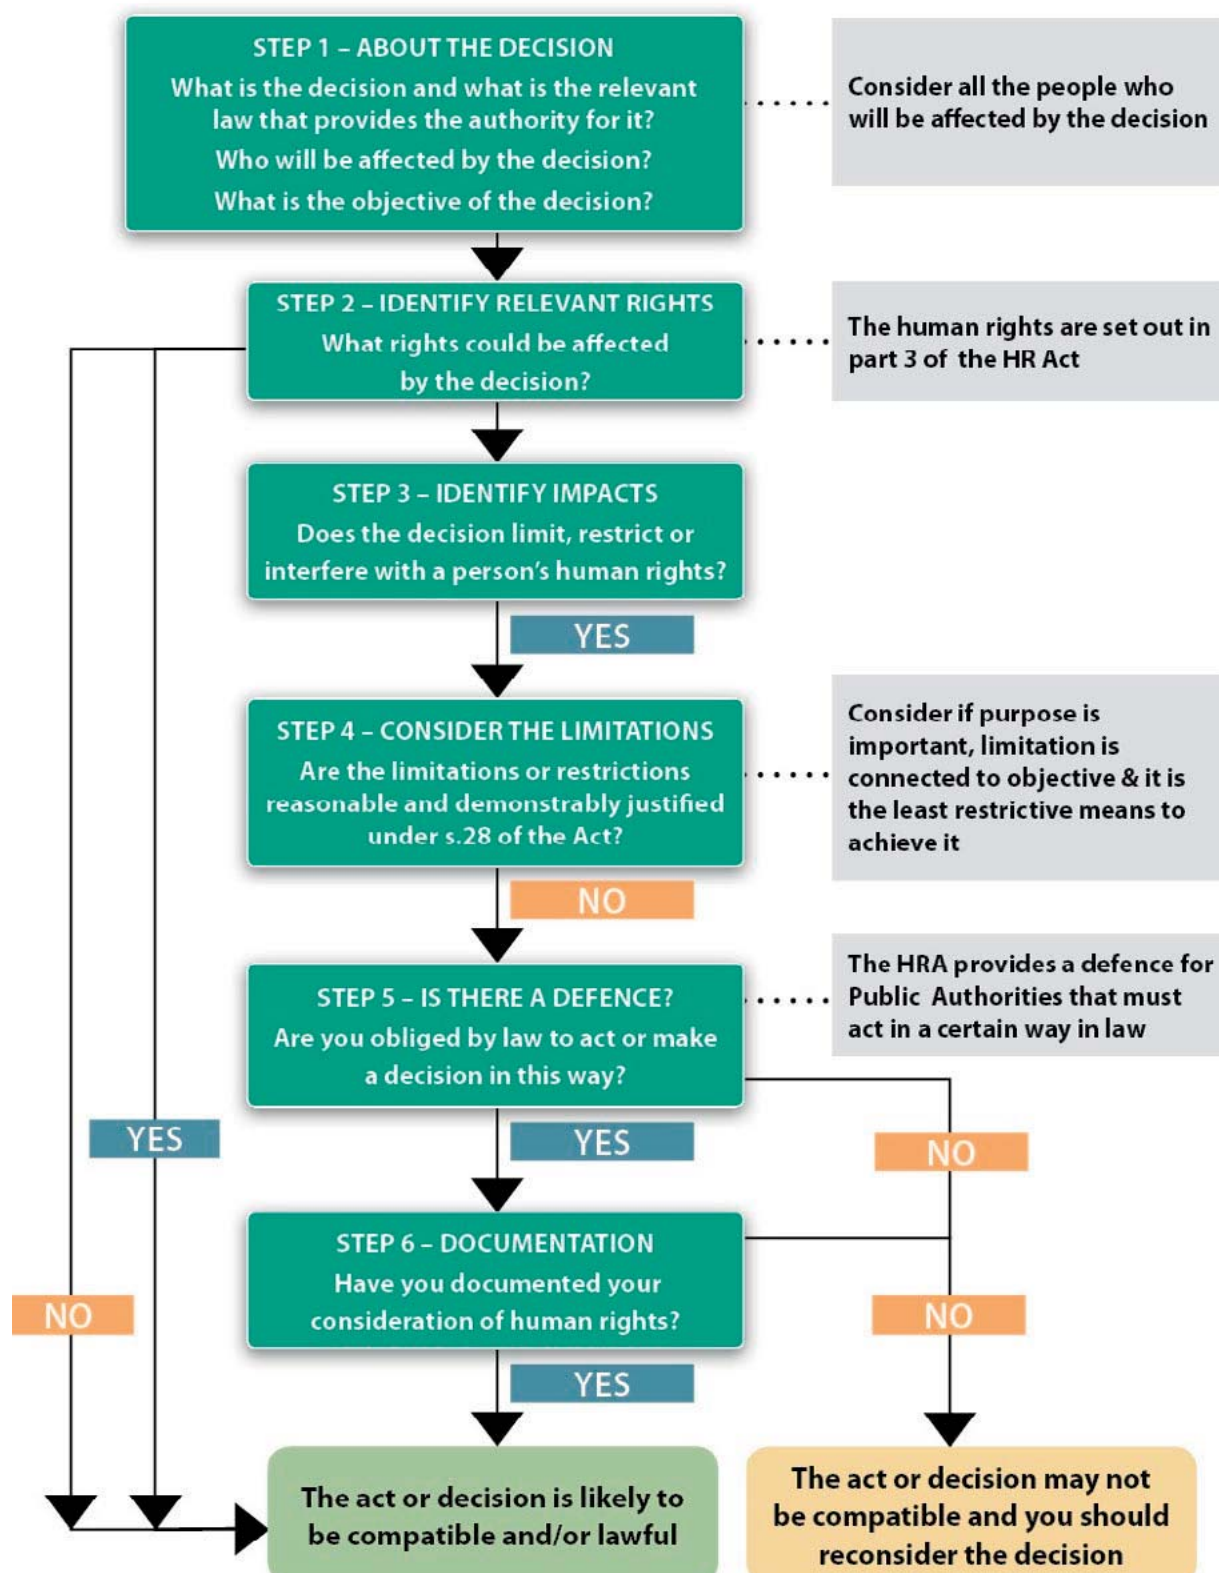 STEP 1 – ABOUT THE DECISION
What is the decision and what is the relevant
law that provides the authority for it?
Who will be affected by the decision?
What is the objective of the decision?
Consider all the people who
will be affected by the decision
STEP 2 – IDENTIFY RELEVANT RIGHTS
What rights could be affected
by the decision?
The human rights are set out in
part 3 of the HR Act
STEP 3 – IDENTIFY IMPACTS
Does the decision limit, restrict or
interfere with a person's human rights?
YES
STEP 4 – CONSIDER THE LIMITATIONS
Are the limitations or restrictions
reasonable and demonstrably justified
under s.28 of the Act?
Consider if purpose is
important, limitation is
connected to objective & it is
the least restrictive means to
achieve it
NO
STEP 5 – IS THERE A DEFENCE?
Are you obliged by law to act or make
a decision in this way?
The HRA provides a defence for
Public Authorities that must
act in a certain way in law
YES
YES
NO
STEP 6 – DOCUMENTATION
Have you documented your
consideration of human rights?
NO
NO
YES
The act or decision is likely to
be compatible and/or lawful
The act or decision may not
be compatible and you should
reconsider the decision